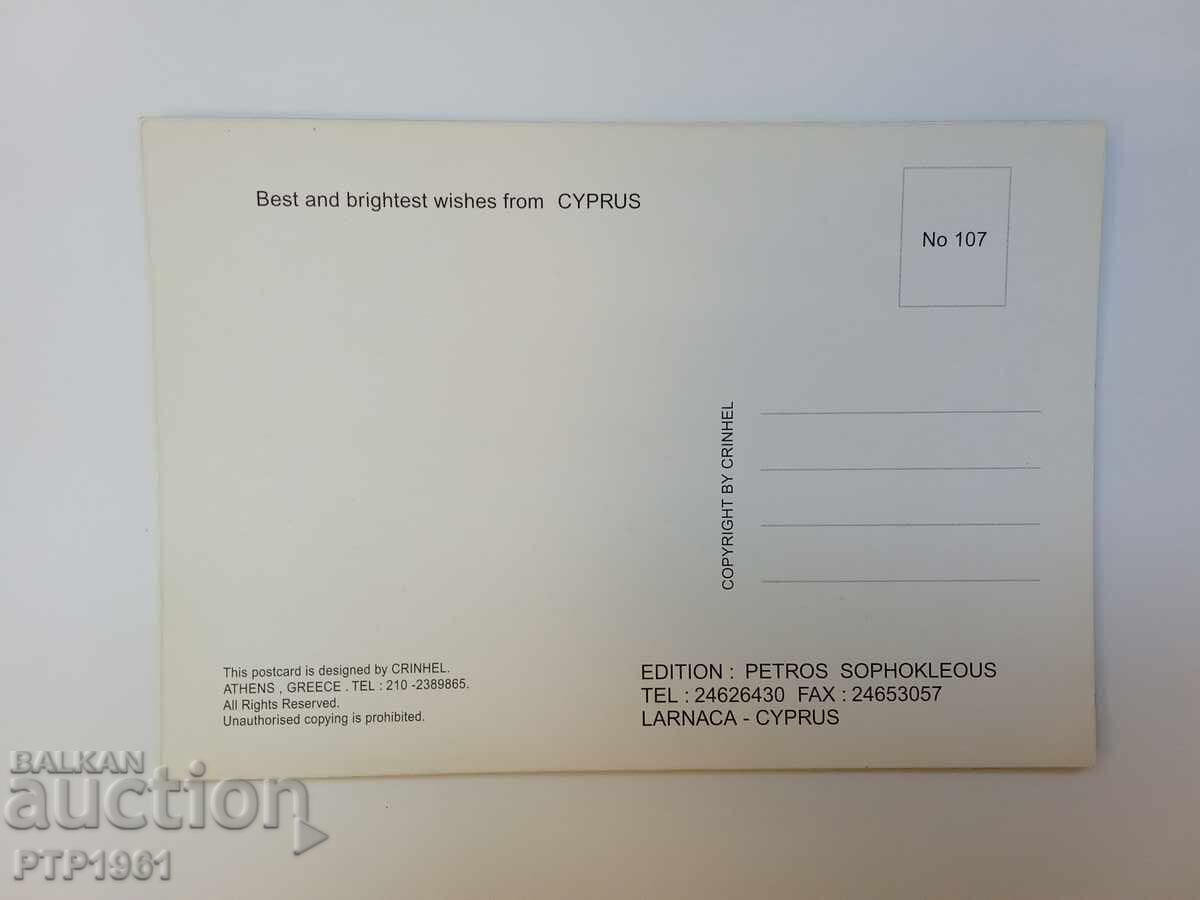 Best and brightest wishes from CYPRUS
No 107
COPYRIGHT BY CRINHEL
This postcard is designed by CRINHEL.
ATHENS , GREECE . TEL : 210 -2389865.
All Rights Reserved.
Unauthorised copying is prohibited.
EDITION : PETROS SOPHOKLEOUS
TEL : 24626430 FAX : 24653057
LARNACA - CYPRUS
BALKAN
auction
PTP1961